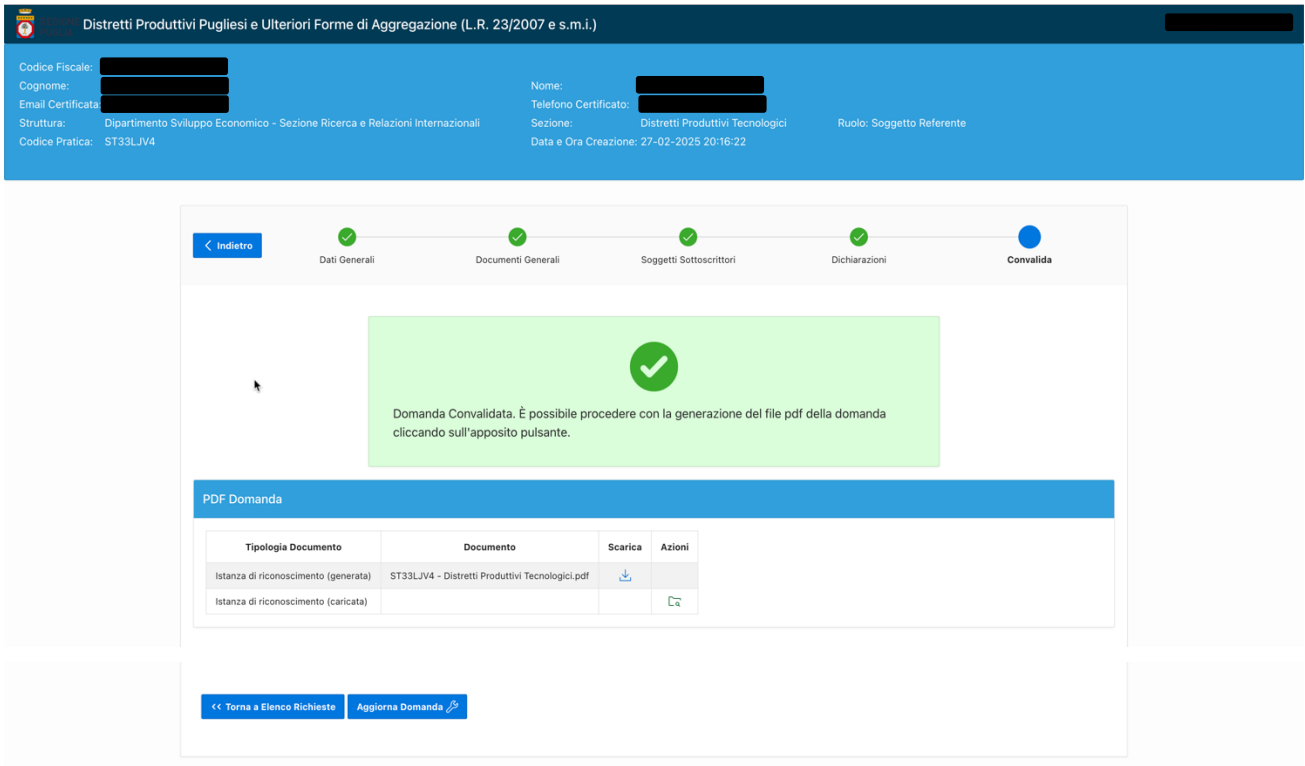 Distretti Produttivi Pugliesi e Ulteriori Forme di Aggregazione (L.R. 23/2007 e s.m.i.)
Codice Fiscale:
Cognome:
Nome:
Email Certificata:
Telefono Certificato:
Struttura: Dipartimento Sviluppo Economico - Sezione Ricerca e Relazioni Internazionali
Sezione: Distretti Produttivi Tecnologici
Ruolo: Soggetto Referente
Codice Pratica: ST33LJV4
Data e Ora Creazione: 27-02-2025 20:16:22
Indietro
Dati Generali
Documenti Generali
Soggetti Sottoscrittori
Dichiarazioni
Convalida
Domanda Convalidata. È possibile procedere con la generazione del file pdf della domanda
cliccando sull'apposito pulsante.
PDF Domanda
Tipologia Documento Documento Scarica Azioni
Istanza di riconoscimento (generata) ST33LJV4 - Distretti Produttivi Tecnologici.pdf
Istanza di riconoscimento (caricata)
<< Torna a Elenco Richieste
Aggiorna Domanda